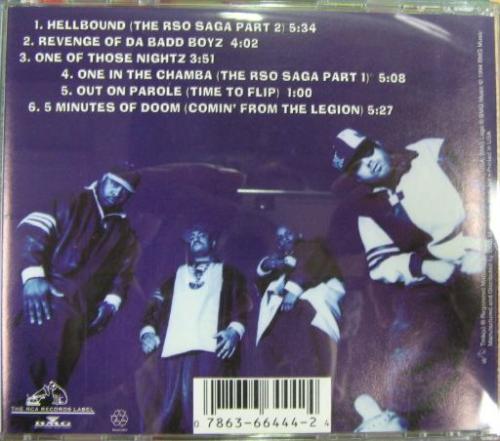 1. HELLBOUND (THE RSO SAGA PART 2) 5:34
2. REVENGE OF DA BADD BOYZ 4:02
3. ONE OF THOSE NIGHTZ 3:51
4. ONE IN THE CHAMBA (THE RSO SAGA PART 1) 5:08
5. OUT ON PAROLE (TIME TO FLIP) 1:00
6. 5 MINUTES OF DOOM (COMIN' FROM THE LEGION) 5:27
THE RCA RECORDS LABEL
BMG
0 7863-66444-2 4